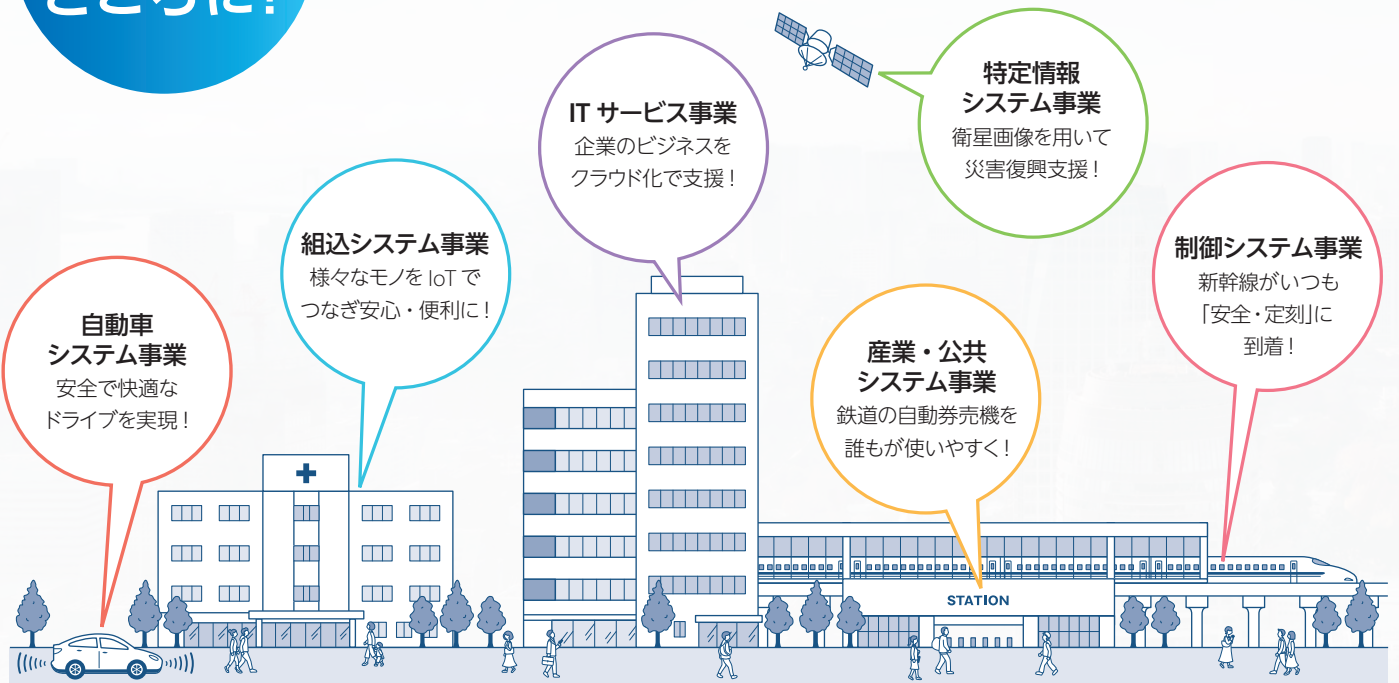 ところに!
自動車
システム事業
安全で快適な
ドライブを実現!
組込システム事業
様々なモノを IoT で
つなぎ安心・便利に!
IT サービス事業
企業のビジネスを
クラウド化で支援!
特定情報
システム事業
衛星画像を用いて
災害復興支援!
産業・公共
システム事業
鉄道の自動券売機を
誰もが使いやすく!
制御システム事業
新幹線がいつも
「安全・定刻」に
到着!
STATION